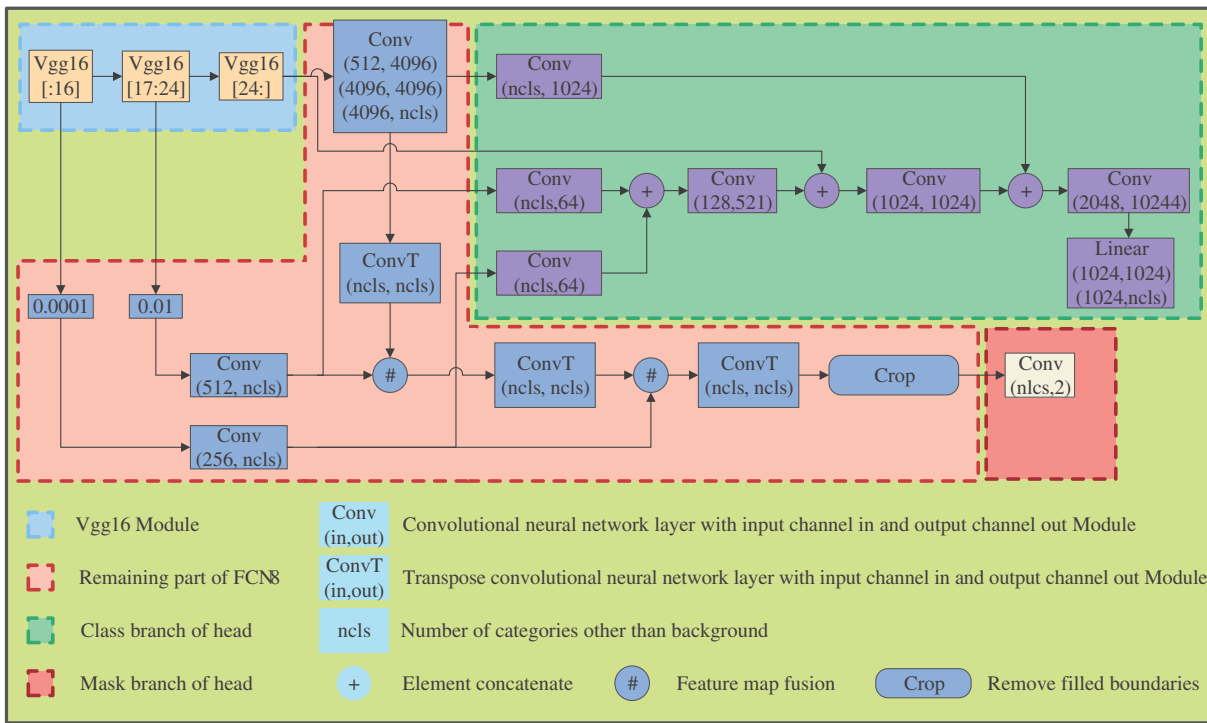 Vgg16
[:16]
Vgg16
[17:24]
Vgg16
[24:]
Conv
(512, 4096)
(4096, 4096)
(4096, ncls)
Conv
(ncls, 1024)
Conv
(ncls,64)
+
Conv
(128,521)
+
Conv
(1024, 1024)
+
Conv
(2048, 10244)
Conv
(ncls,64)
Linear
(1024,1024)
(1024,ncls)
ConvT
(ncls, ncls)
0.0001
0.01
Conv
(512, ncls)
#
ConvT
(ncls, ncls)
#
ConvT
(ncls, ncls)
Crop
Conv
(nlcs,2)
Conv
(256, ncls)
Vgg16 Module
Conv
(in,out)
Convolutional neural network layer with input channel in and output channel out Module
Remaining part of FCN8
ConvT
(in,out)
Transpose convolutional neural network layer with input channel in and output channel out Module
Class branch of head
ncls
Number of categories other than background
Mask branch of head
+
Element concatenate
#
Feature map fusion
Crop
Remove filled boundaries